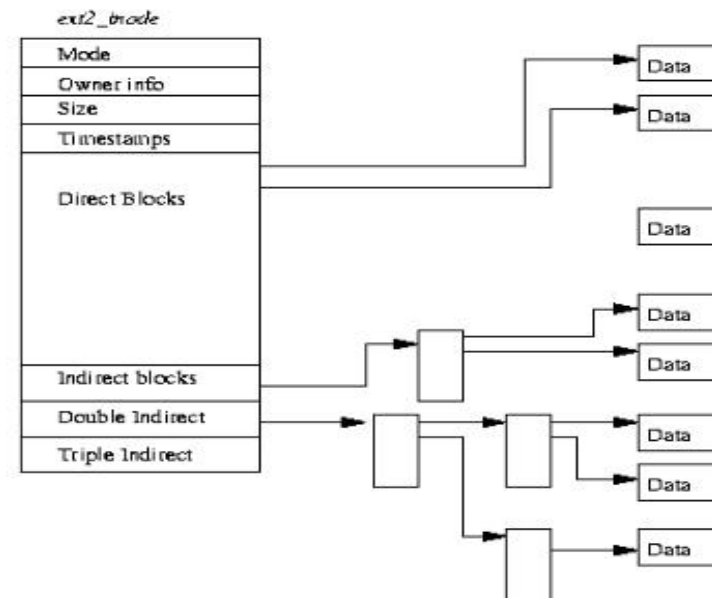 ext2_inode
Mode
Owner info
Size
Timestamps
Direct Blocks
Indirect blocks
Double Indirect
Triple Indirect
Data
Data
Data
Data
Data
Data
Data
Data